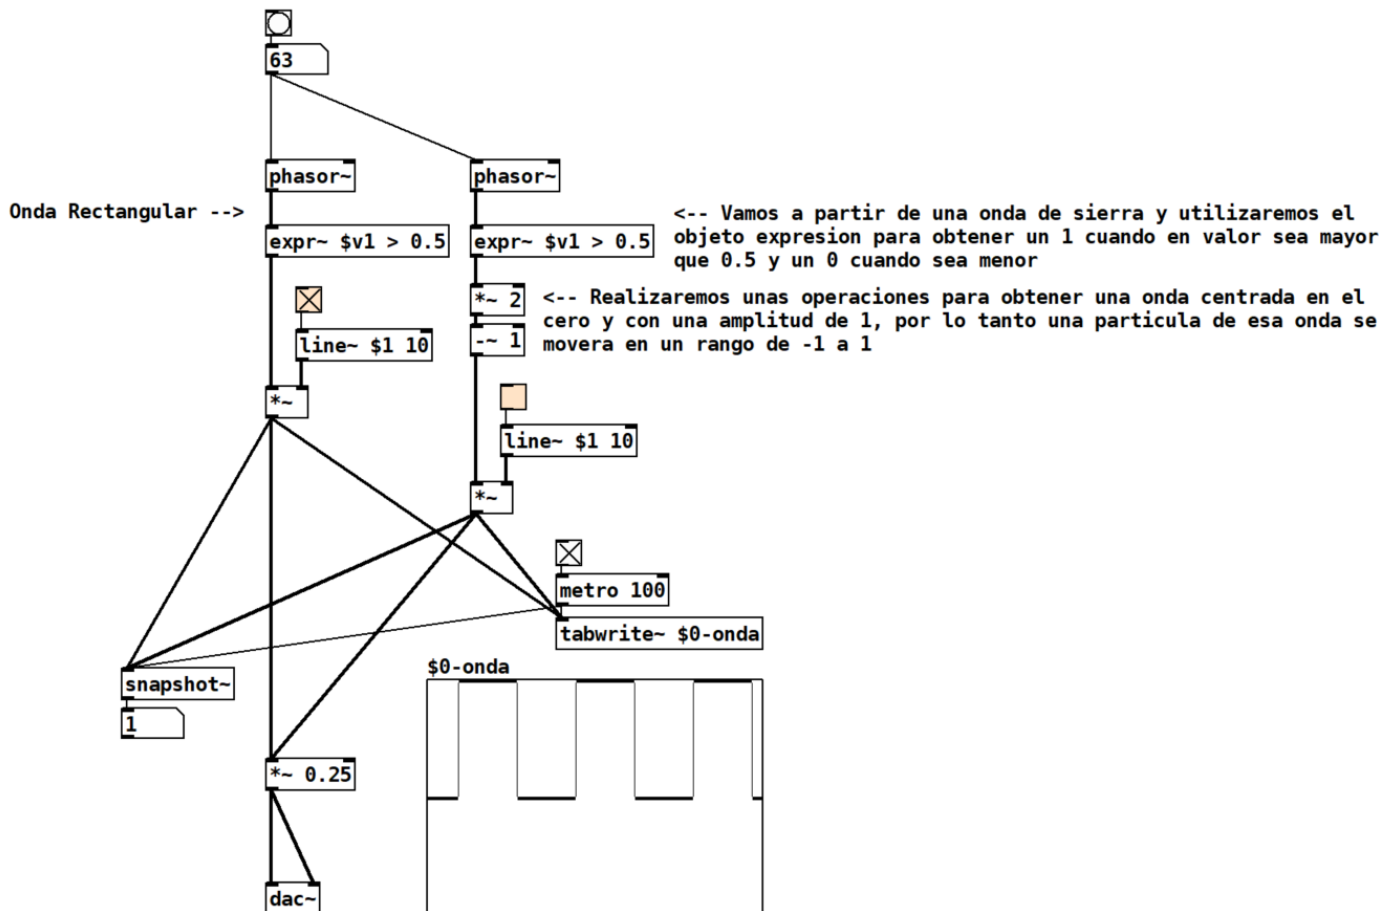 63
phasor~
phasor~
Onda Rectangular -->
<-- Vamos a partir de una onda de sierra y utilizaremos el
objeto expresion para obtener un 1 cuando en valor sea mayor
que 0.5 y un 0 cuando sea menor
expr~ $v1 > 0.5
expr~ $v1 > 0.5
*~ 2
<-- Realizaremos unas operaciones para obtener una onda centrada en el
cero y con una amplitud de 1, por lo tanto una particula de esa onda se
movera en un rango de -1 a 1
-~ 1
line~ $1 10
*~
line~ $1 10
*~
metro 100
tabwrite~ $0-onda
$0-onda
snapshot~
1
*~ 0.25
dac~